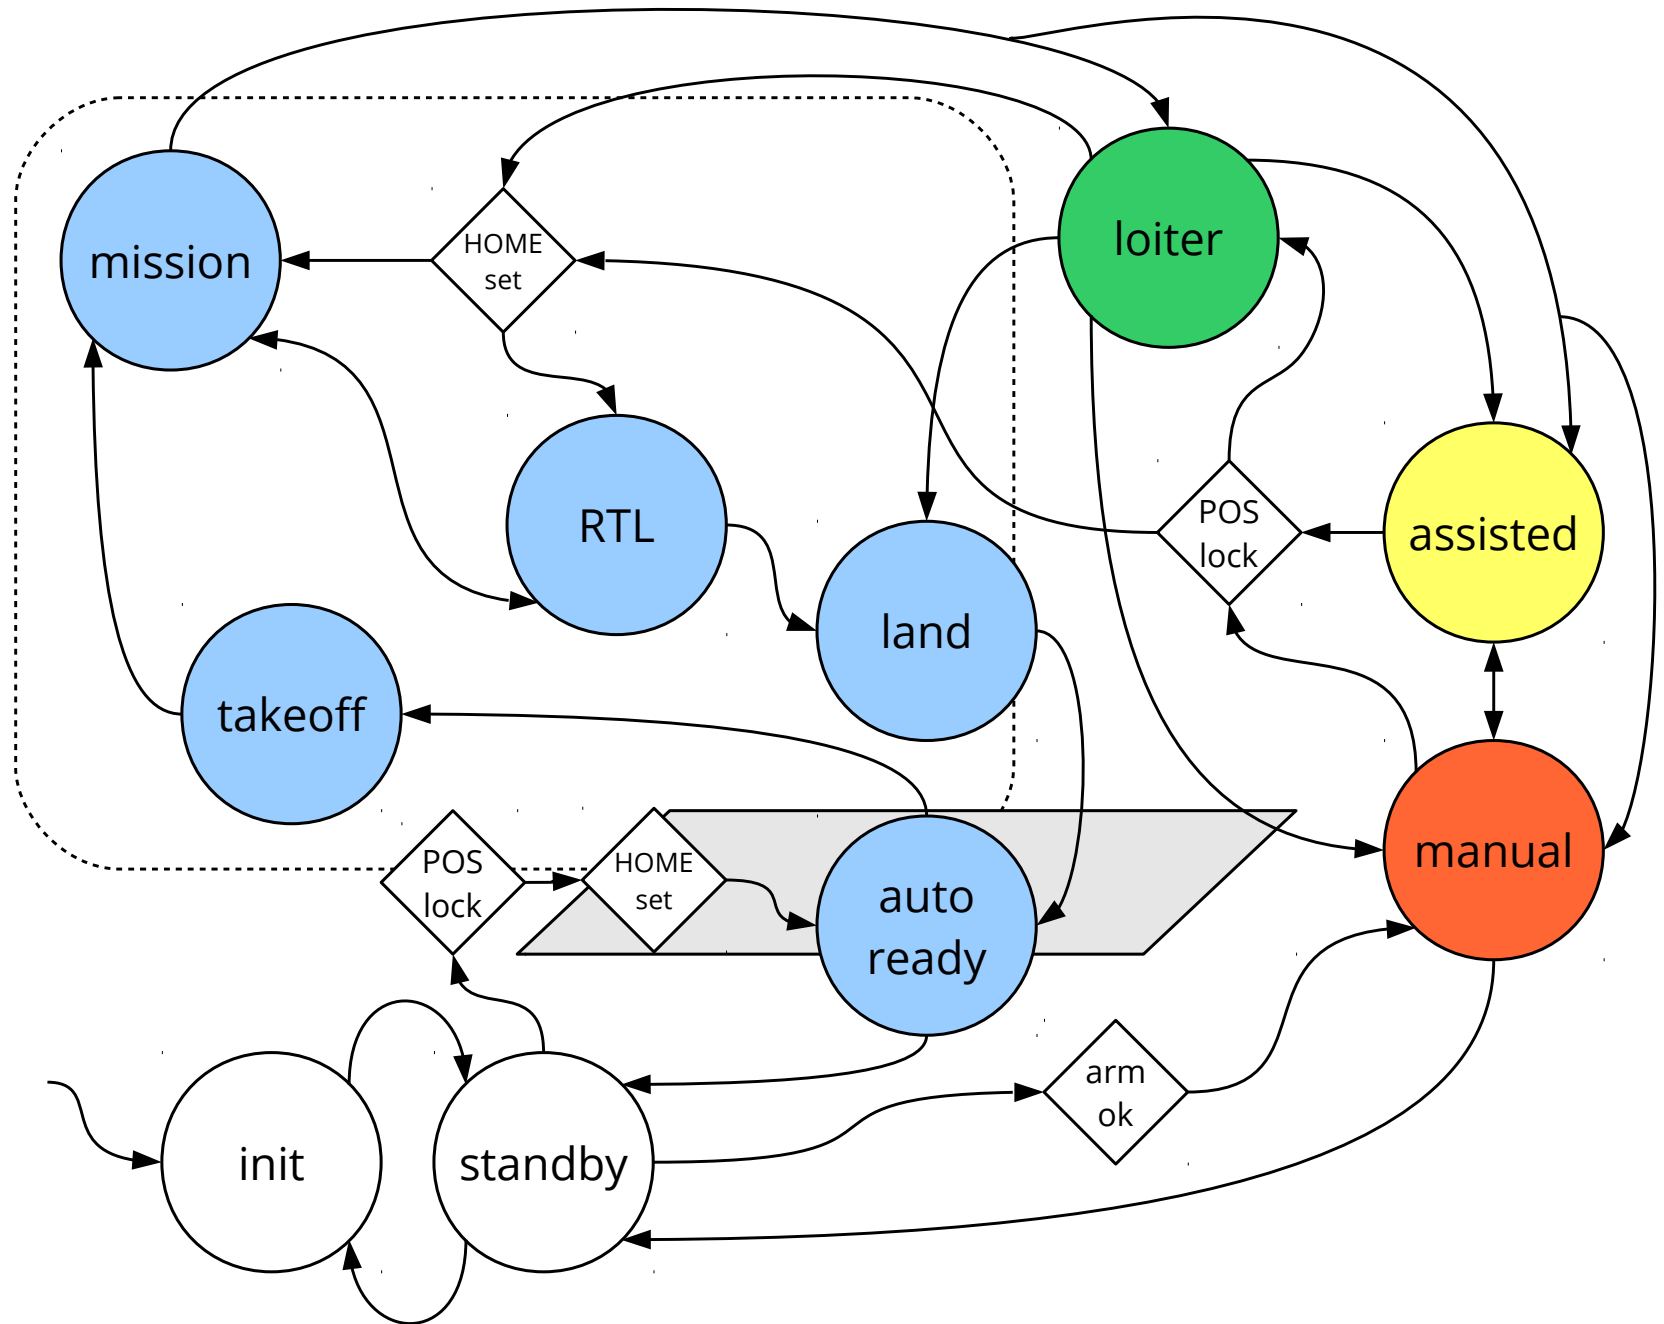 mission
HOME
set
loiter
RTL
POS
lock
assisted
land
takeoff
POS
lock
HOME
set
auto
ready
manual
arm
ok
init
standby